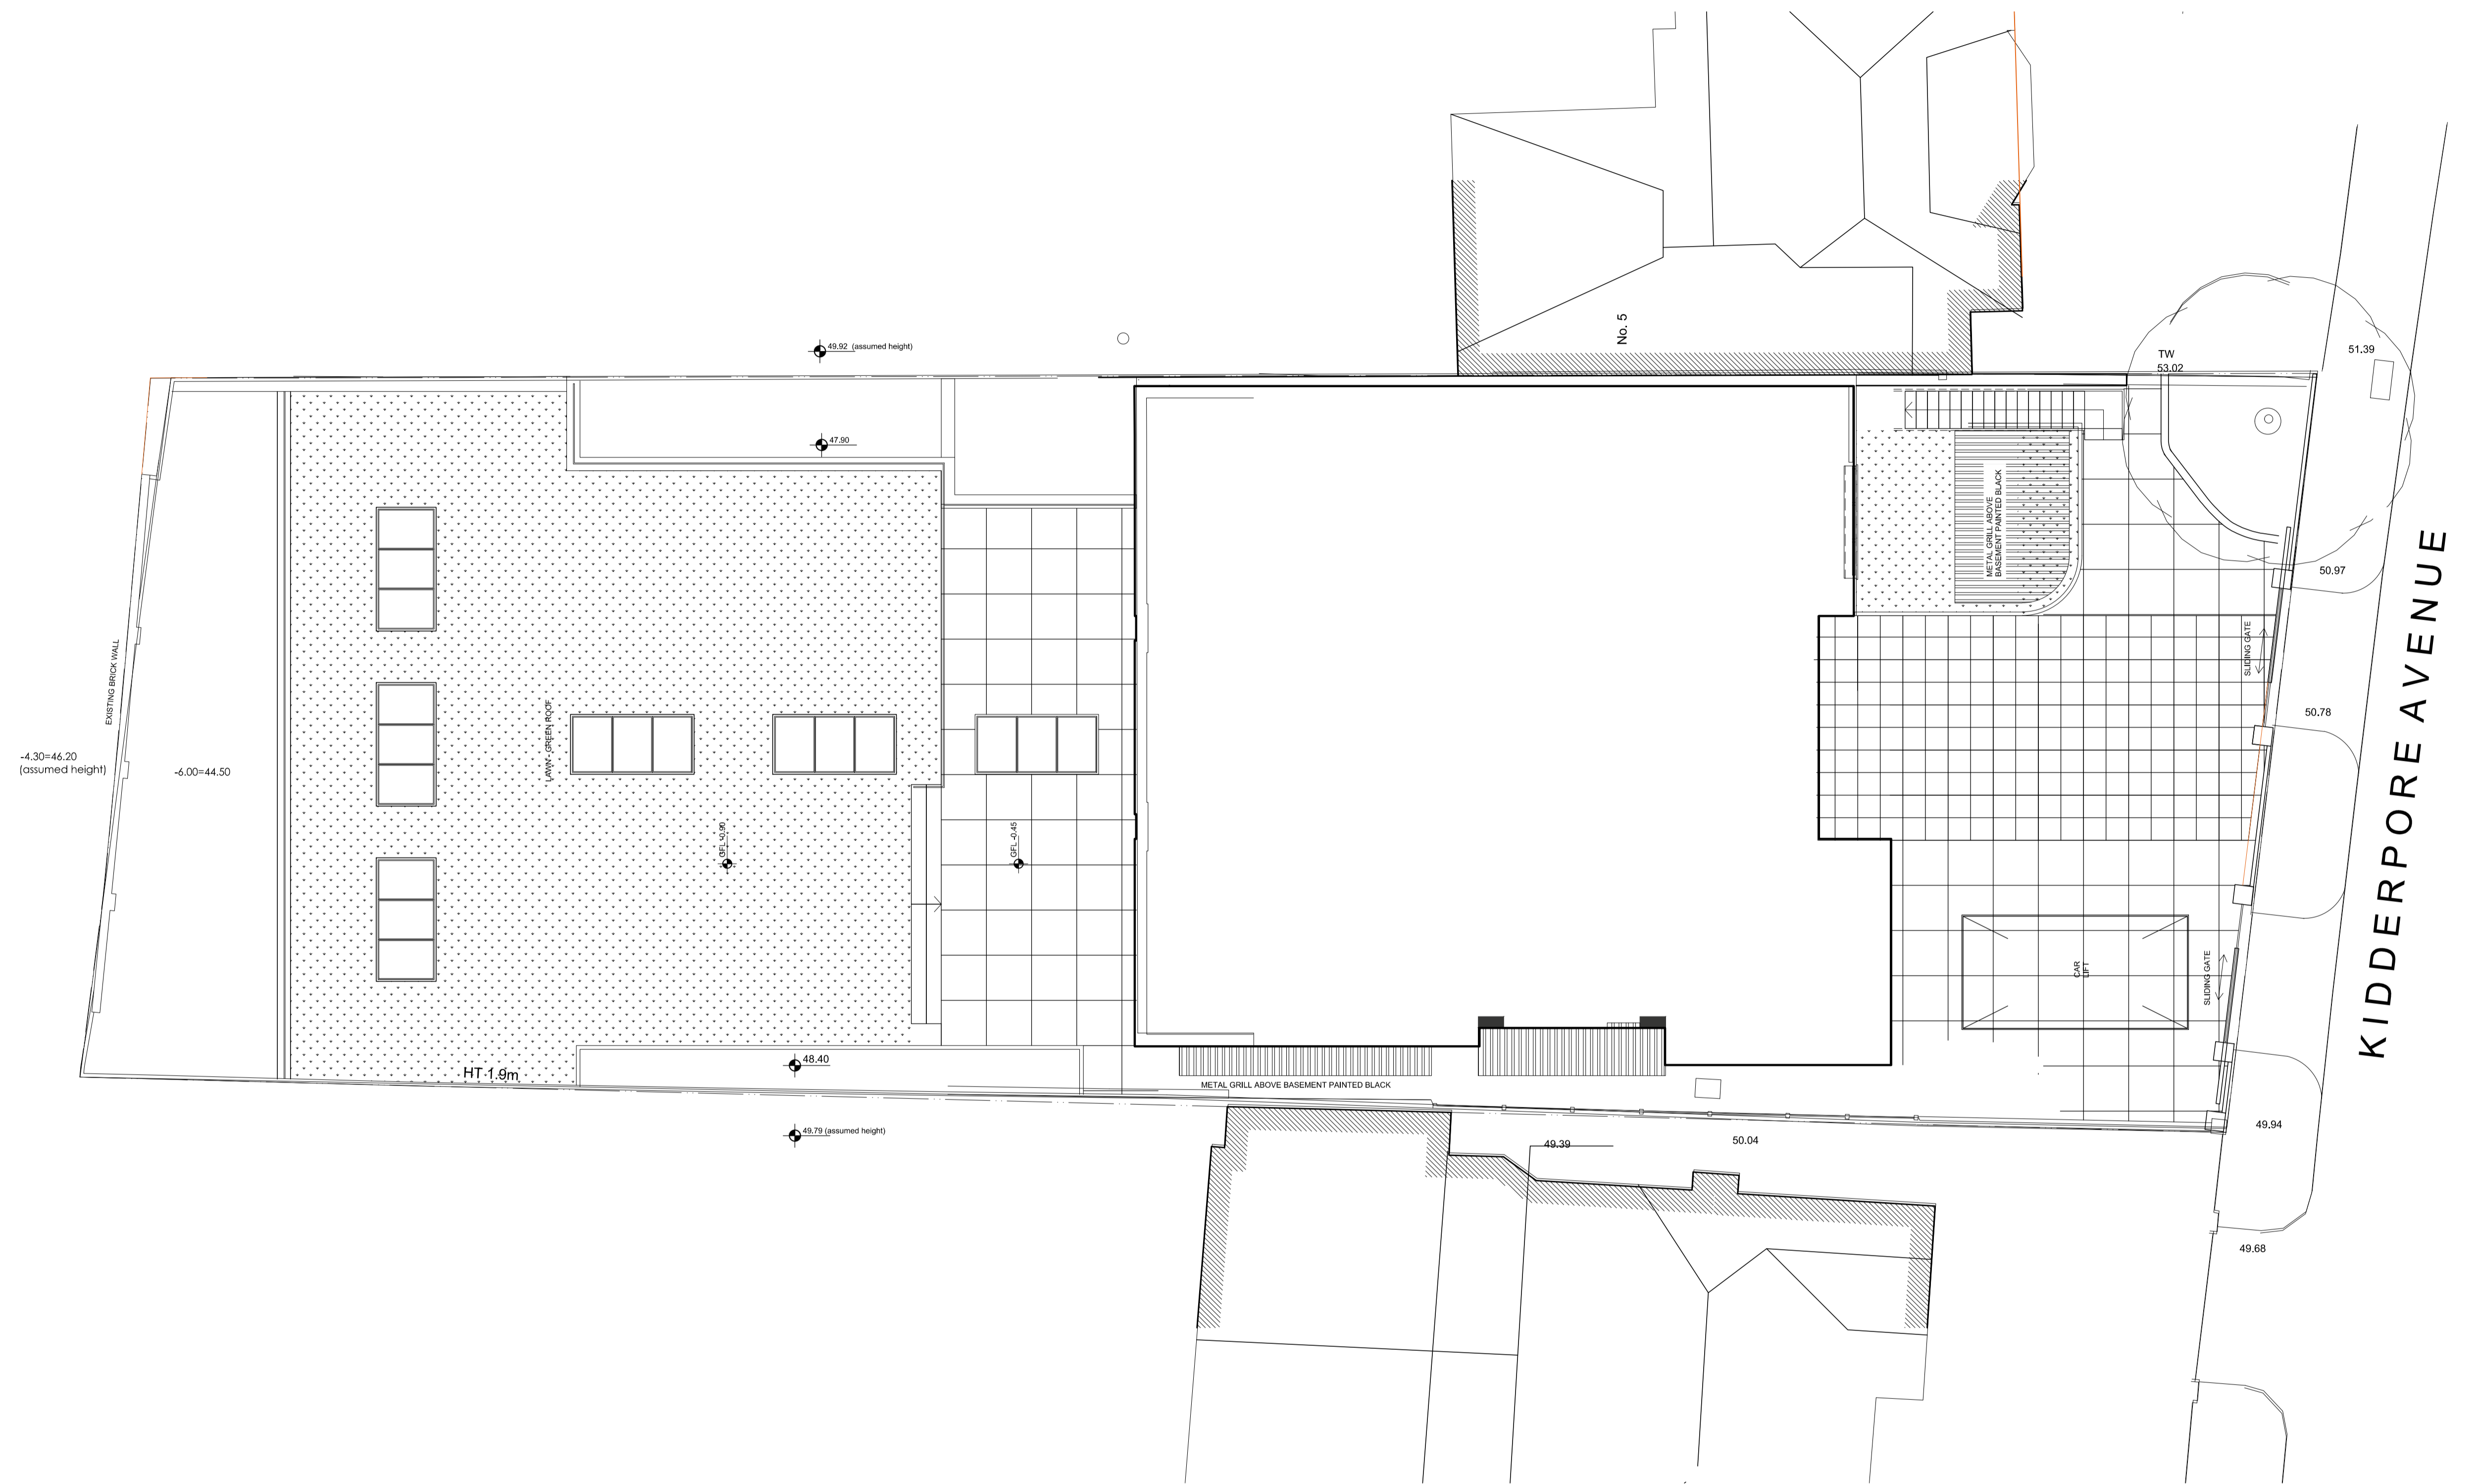 No. 5
49.92 (assumed height)
51.39
TW
53.02
47.90
METAL GRILL ABOVE
BASEMENT PAINTED BLACK
50.97
KIDDERPORE AVENUE
SLIDING GATE
EXISTING BRICK WALL
LAWN - GREEN ROOF
50.78
-4.30=46.20
(assumed height)
-6.00=44.50
GFL -0.90
GFL -0.45
CAR
LIFT
SLIDING GATE
48.40
HT 1.9m
METAL GRILL ABOVE BASEMENT PAINTED BLACK
49.79 (assumed height)
49.39
50.04
49.94
49.68